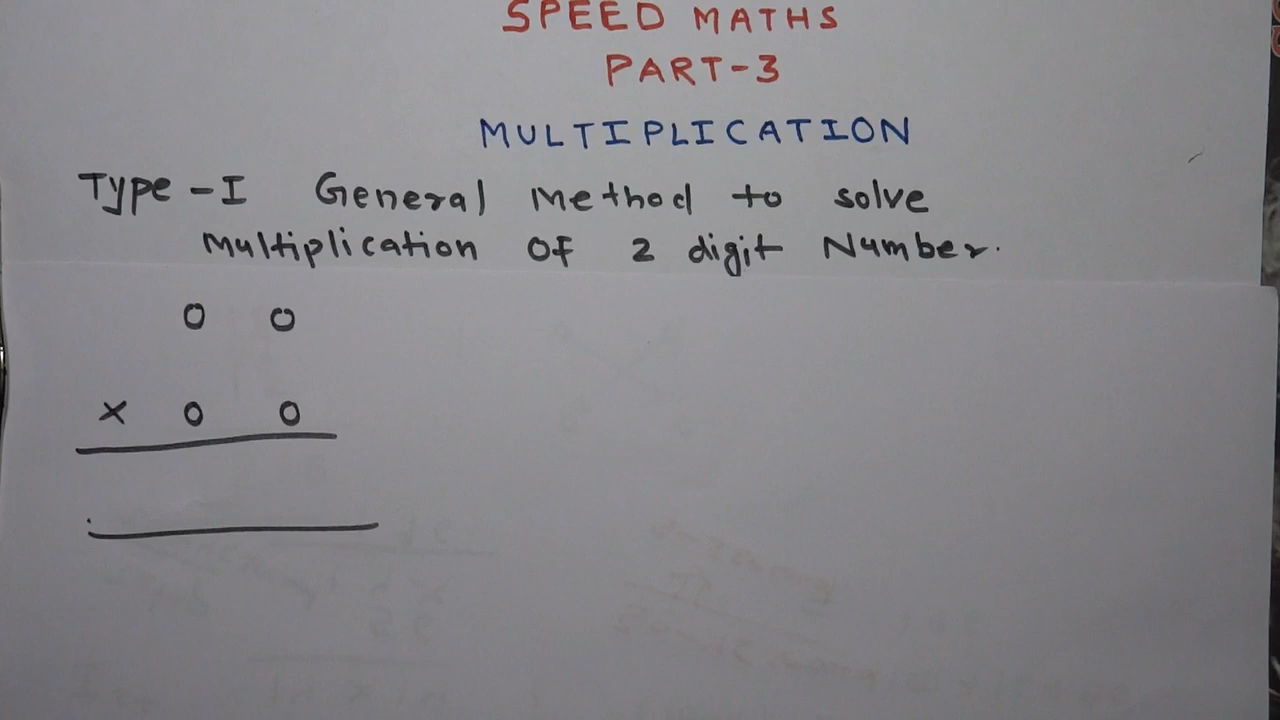 SPEED MATHS
PART-3
MULTIPLICATION
Type -I General Method to solve
Multiplication of 2 digit Number.
0 0
× 0 0